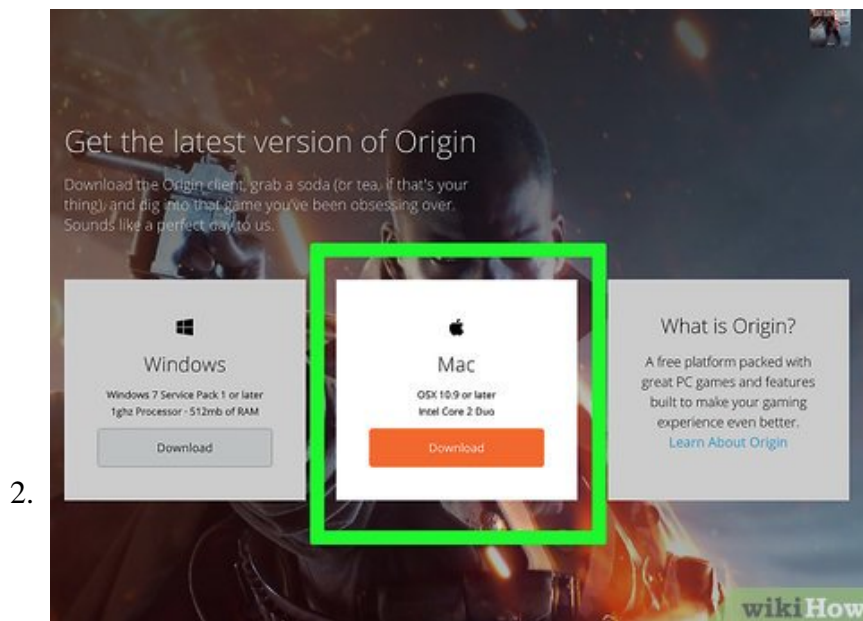 Get the latest version of Origin
Download the Origin client, grab a soda (or tea, if that's your
thing), and dig into that game you've been obsessing over.
Sounds like a perfect day to us.
Windows
Windows 7 Service Pack 1 or later
1ghz Processor - 512mb of RAM
Download
Mac
OSX 10.9 or later
Intel Core 2 Duo
Download
What is Origin?
A free platform packed with
great PC games and features
built to make your gaming
experience even better.
Learn About Origin
2.
wikiHow